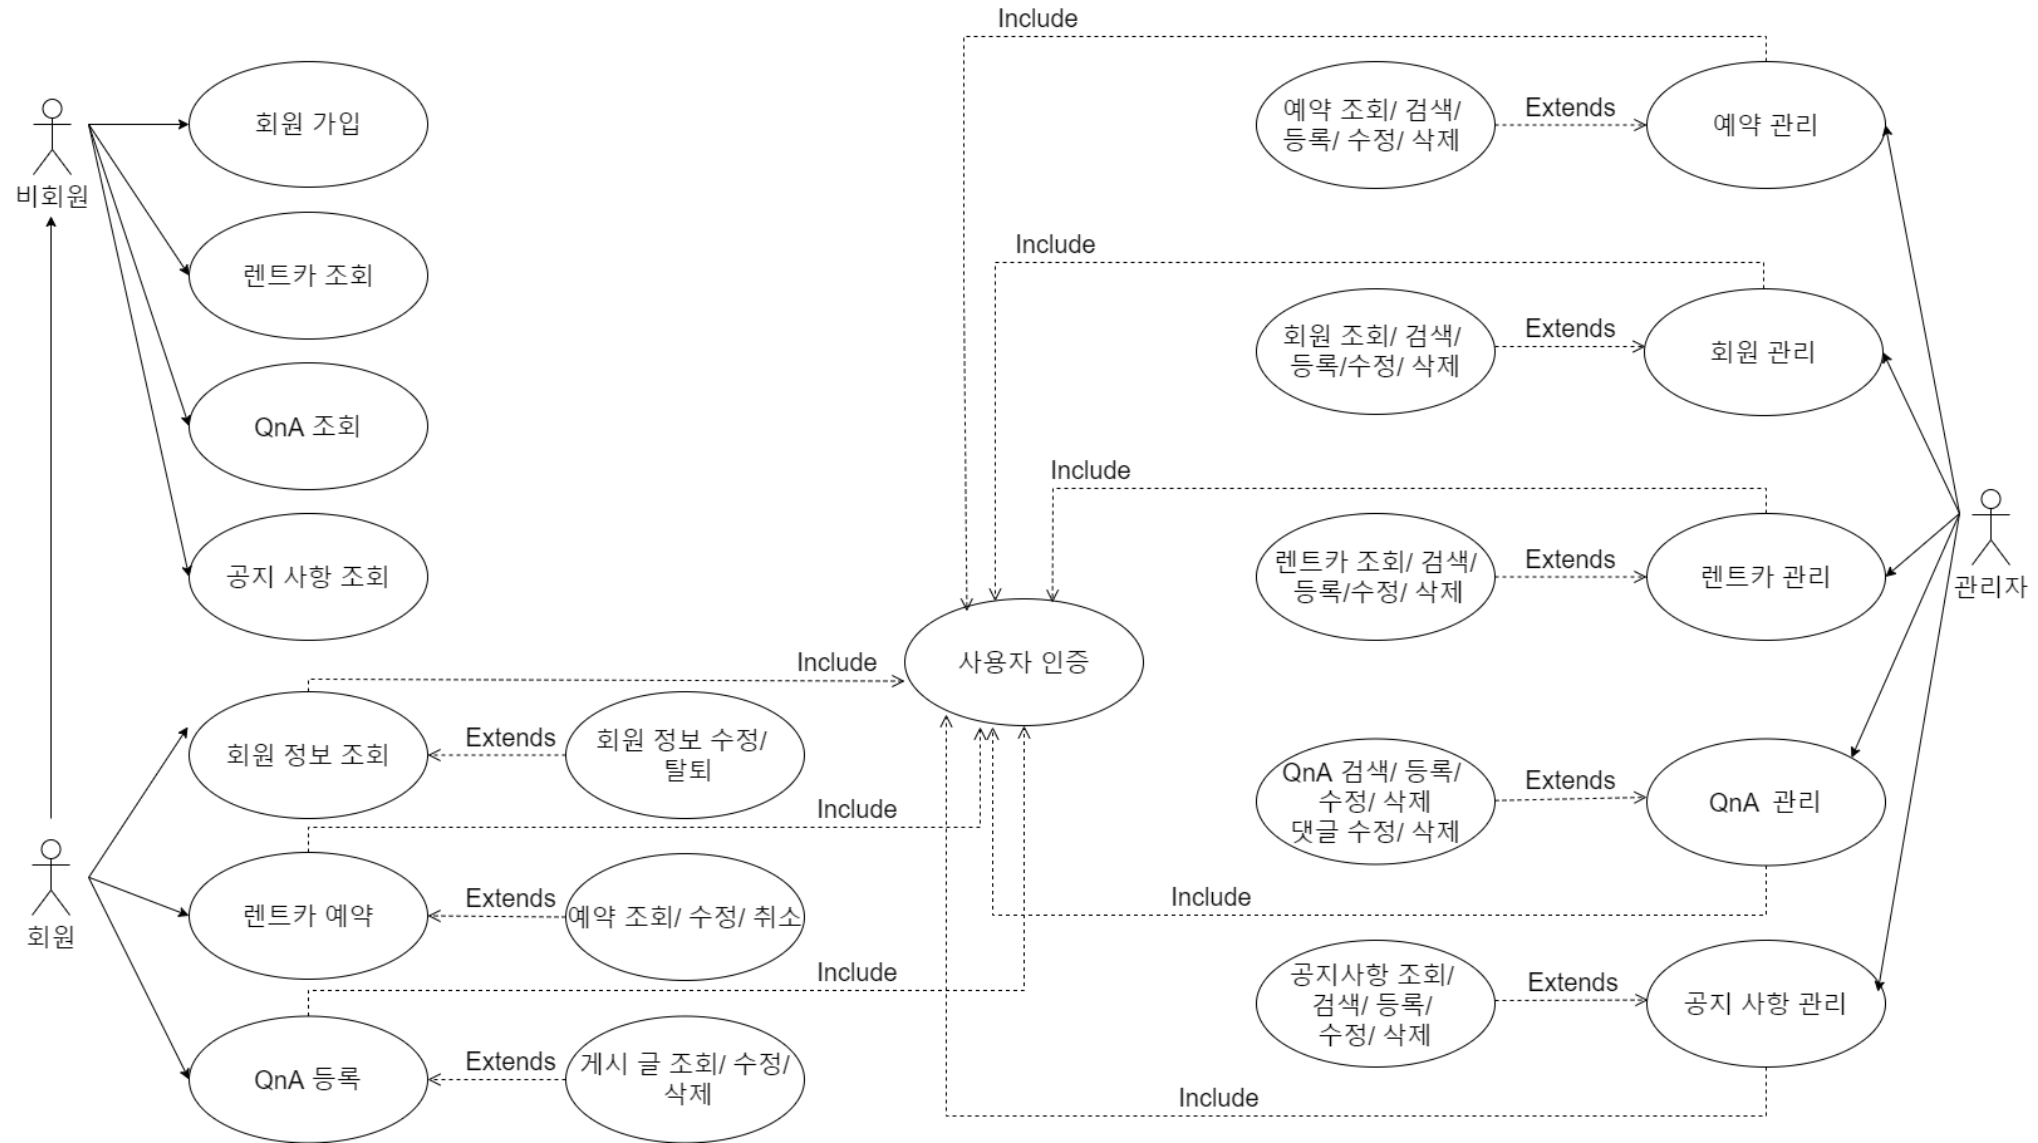 Include
회원 가입
예약 조회/ 검색/
등록/ 수정/ 삭제
Extends
예약 관리
비회원
렌트카 조회
Include
회원 조회/ 검색/
등록/수정/ 삭제
Extends
회원 관리
QnA 조회
Include
공지 사항 조회
렌트카 조회/ 검색/
등록/수정/ 삭제
Extends
렌트카 관리
관리자
사용자 인증
Include
회원 정보 조회
Extends
회원 정보 수정/
탈퇴
QnA 검색/ 등록/
수정/ 삭제
댓글 수정/ 삭제
Extends
QnA 관리
Include
회원
렌트카 예약
Extends
예약 조회/ 수정/ 취소
Include
Include
공지사항 조회/
검색/ 등록/
수정/ 삭제
Extends
공지 사항 관리
QnA 등록
Extends
게시 글 조회/ 수정/
삭제
Include